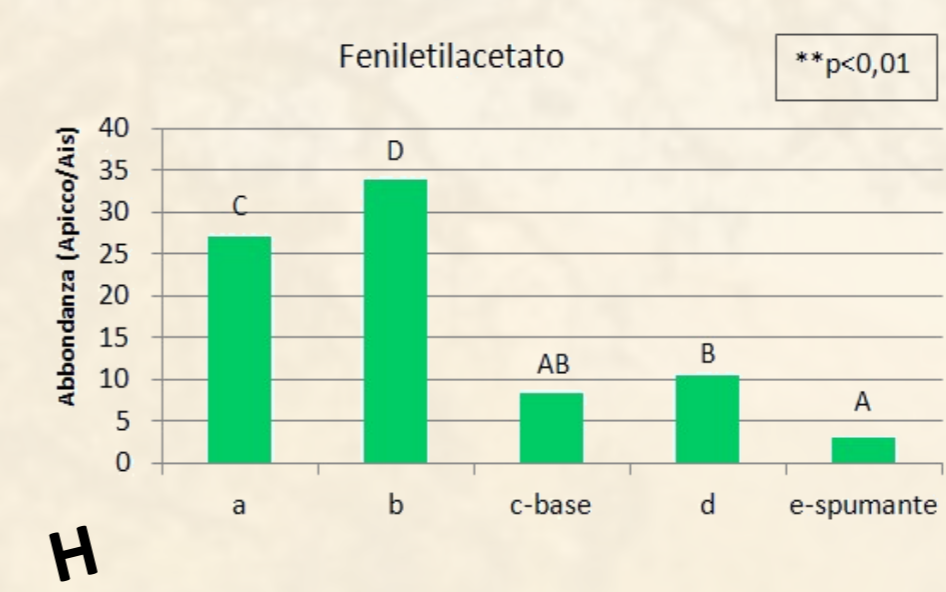 Feniletilacetato
**p<0,01
Abbondanza (Apicco/Ais)
40
35
30
25
20
15
10
5
0
C
D
AB
B
A
a b c-base d e-spumante
H